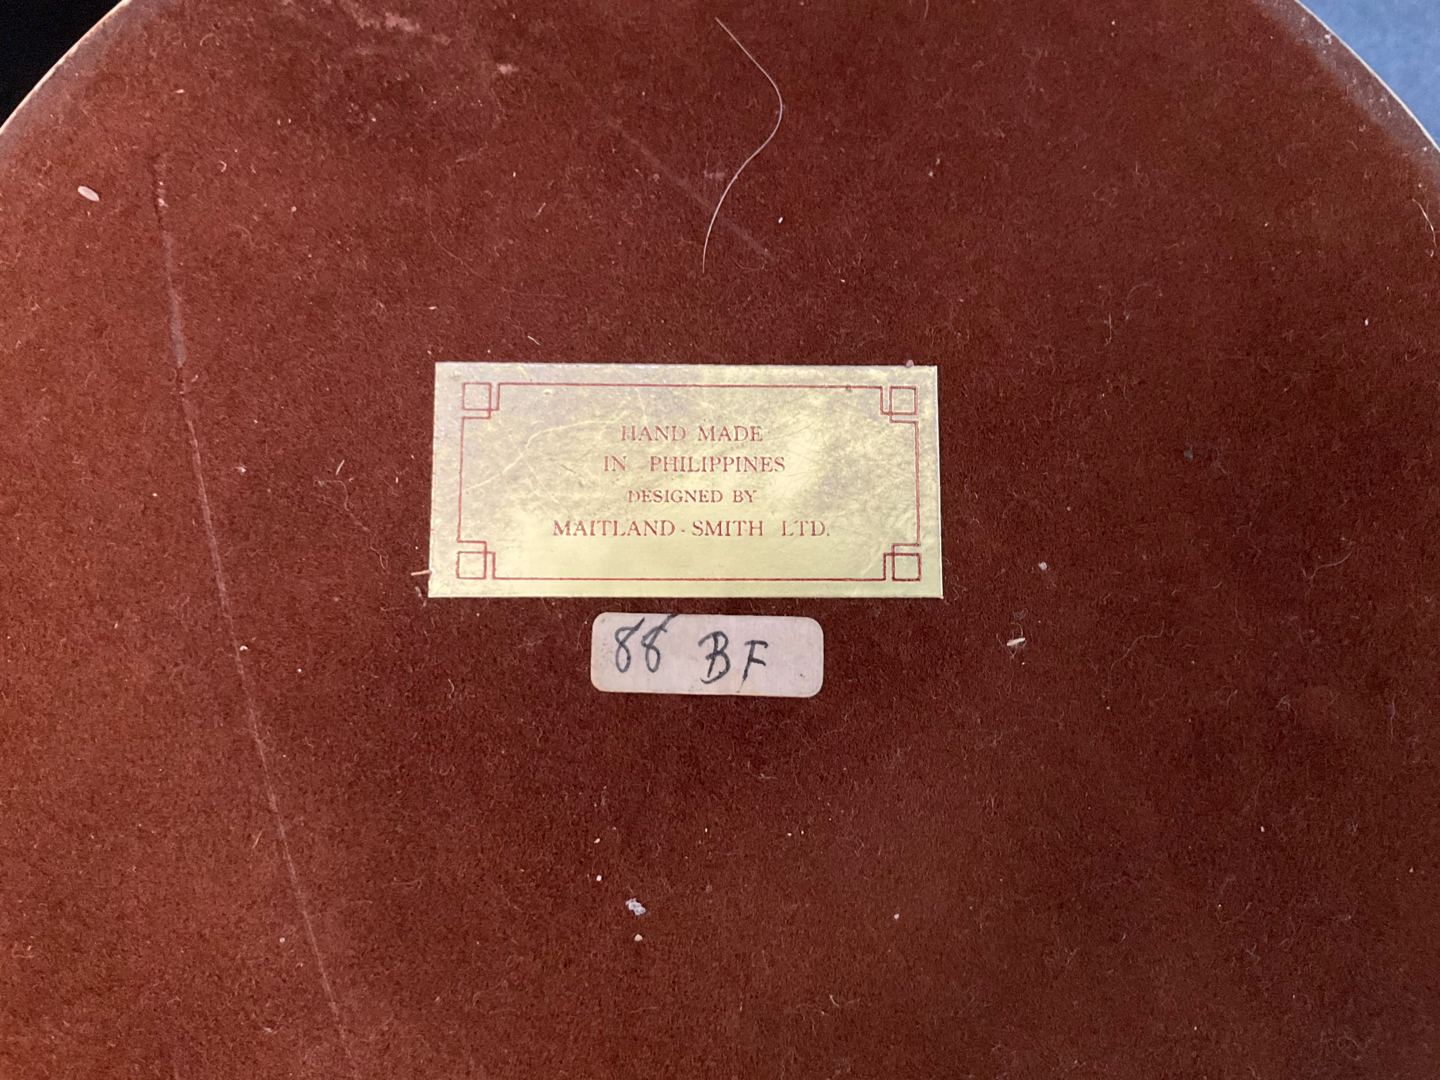 HAND MADE
IN PHILIPPINES
DESIGNED BY
MAITLAND-SMITH LTD.
88 BF